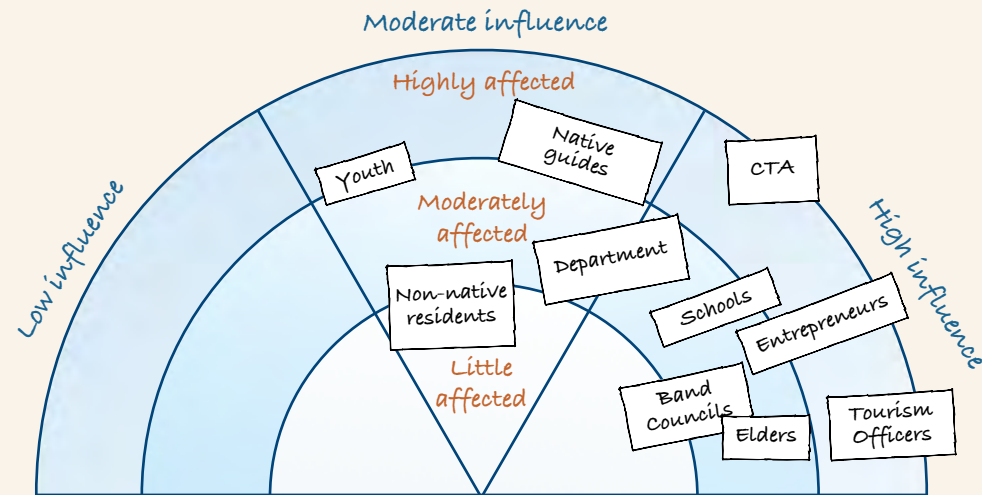 Moderate influence
Highly affected
Native
guides
CTA
Youth
Low influence
Moderately
affected
High influence
Department
Non-native
residents
Schools
Entrepreneurs
Little
affected
Band
Councils
Elders
Tourism
Officers